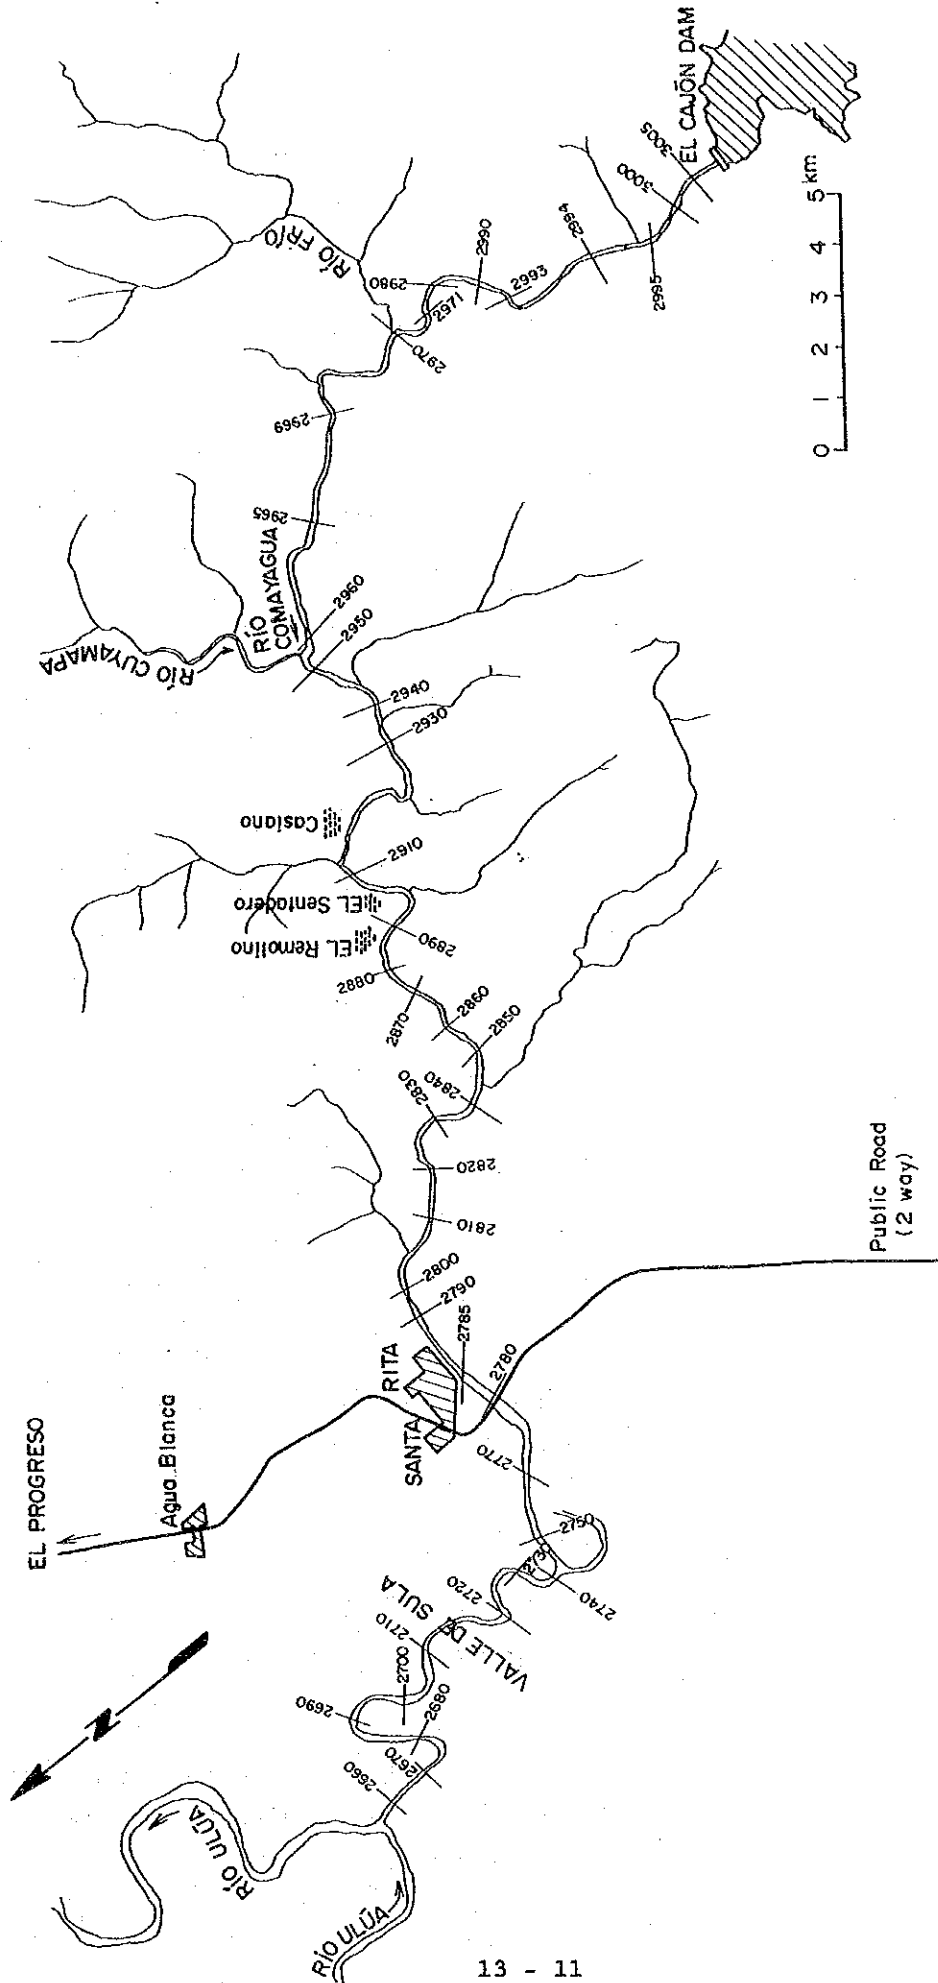 EL PROGRESO
Agua Blanca
SANTA RITA
VALLE DE SULA
RÍO ULÚA
RÍO ULÚA
RÍO CUYAMAPA
RÍO
COMAYAGUA
RÍO FRÍO
EL CAJÓN DAM
Casiano
EL Sentadero
EL Remolino
Public Road
(2 way)
N
2660
2670
2680
2690
2700
2710
2720
2730
2740
2750
2770
2780
2785
2790
2800
2810
2820
2830
2840
2850
2860
2870
2880
2890
2910
2930
2940
2950
2960
2965
2969
2970
2971
2980
2990
2993
2994
2995
3000
3005
0 1 2 3 4 5 km
13 - 11